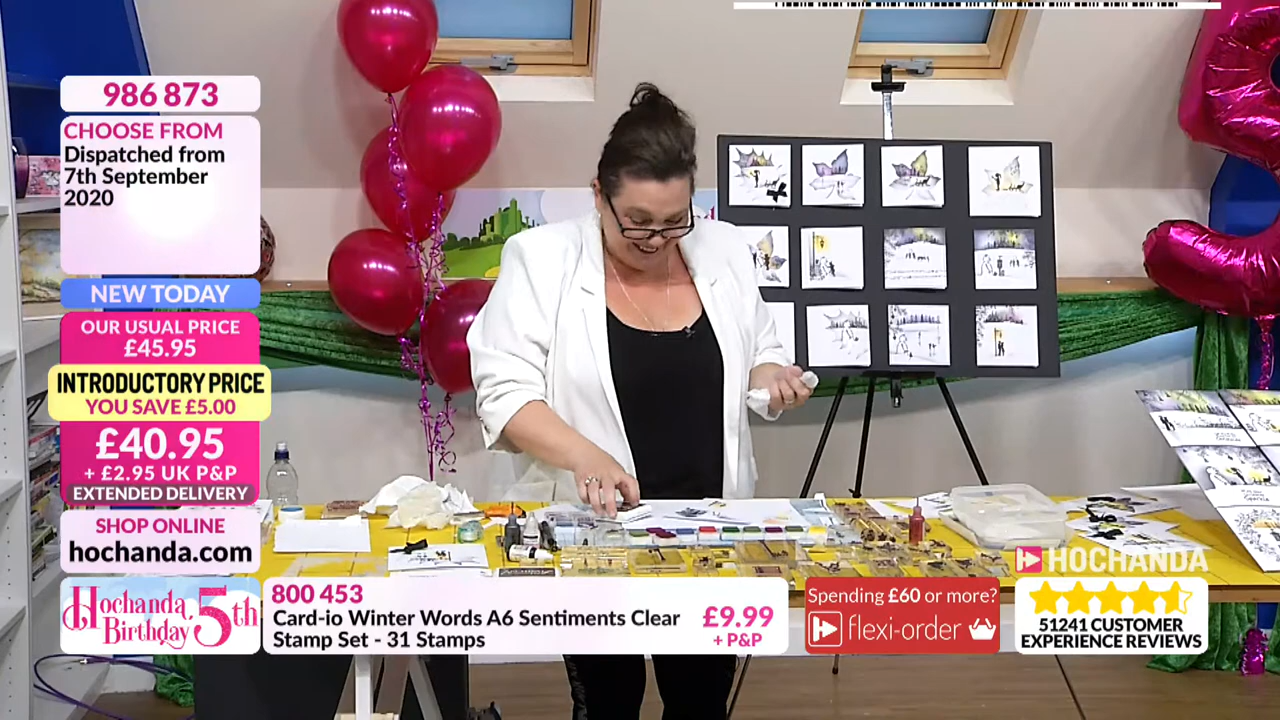 986 873
CHOOSE FROM
Dispatched from
7th September
2020
NEW TODAY
OUR USUAL PRICE
£45.95
INTRODUCTORY PRICE
YOU SAVE £5.00
£40.95
+ £2.95 UK P&P
EXTENDED DELIVERY
SHOP ONLINE
hochanda.com
Hochanda
Birthday
5th
800 453
Card-io Winter Words A6 Sentiments Clear
Stamp Set - 31 Stamps
£9.99
+ P&P
Spending £60 or more?
flexi-order
HOCHANDA
51241 CUSTOMER
EXPERIENCE REVIEWS